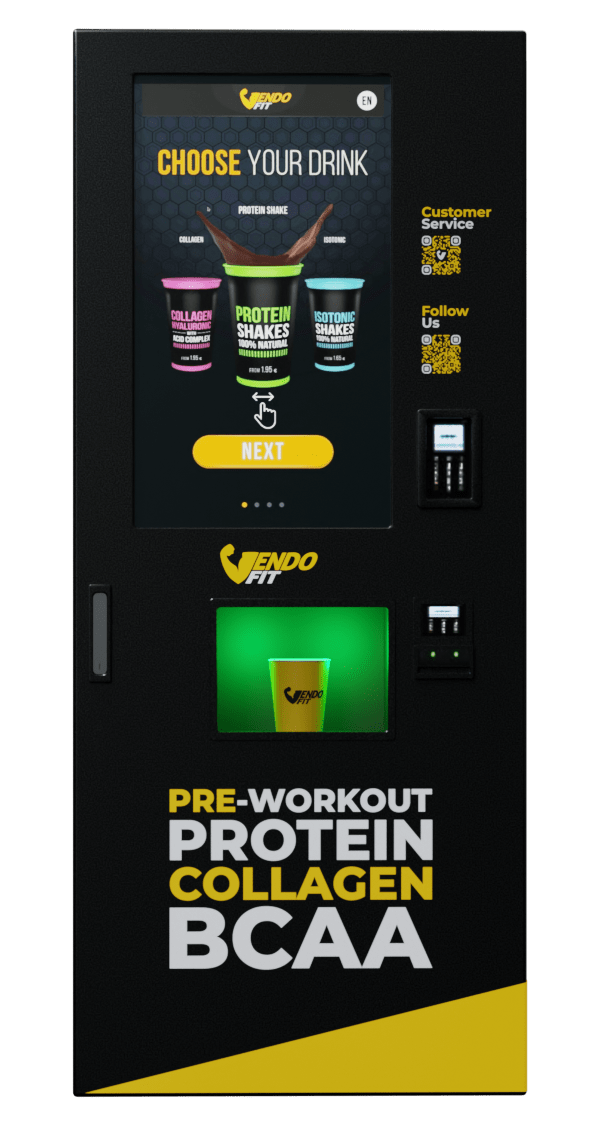 VENDO
FIT
EN
CHOOSE YOUR DRINK
PROTEIN SHAKE
COLLAGEN
ISOTONIC
COLLAGEN
HYALURONIC
WITH
ACID COMPLEX
FROM 1.95 €
PROTEIN
SHAKES
100% NATURAL
FROM 1.95 €
ISOTONIC
SHAKES
100% NATURAL
FROM 1.95 €
NEXT
Customer
Service
Follow
Us
VENDO
FIT
VENDO
FIT
PRE-WORKOUT
PROTEIN
COLLAGEN
BCAA